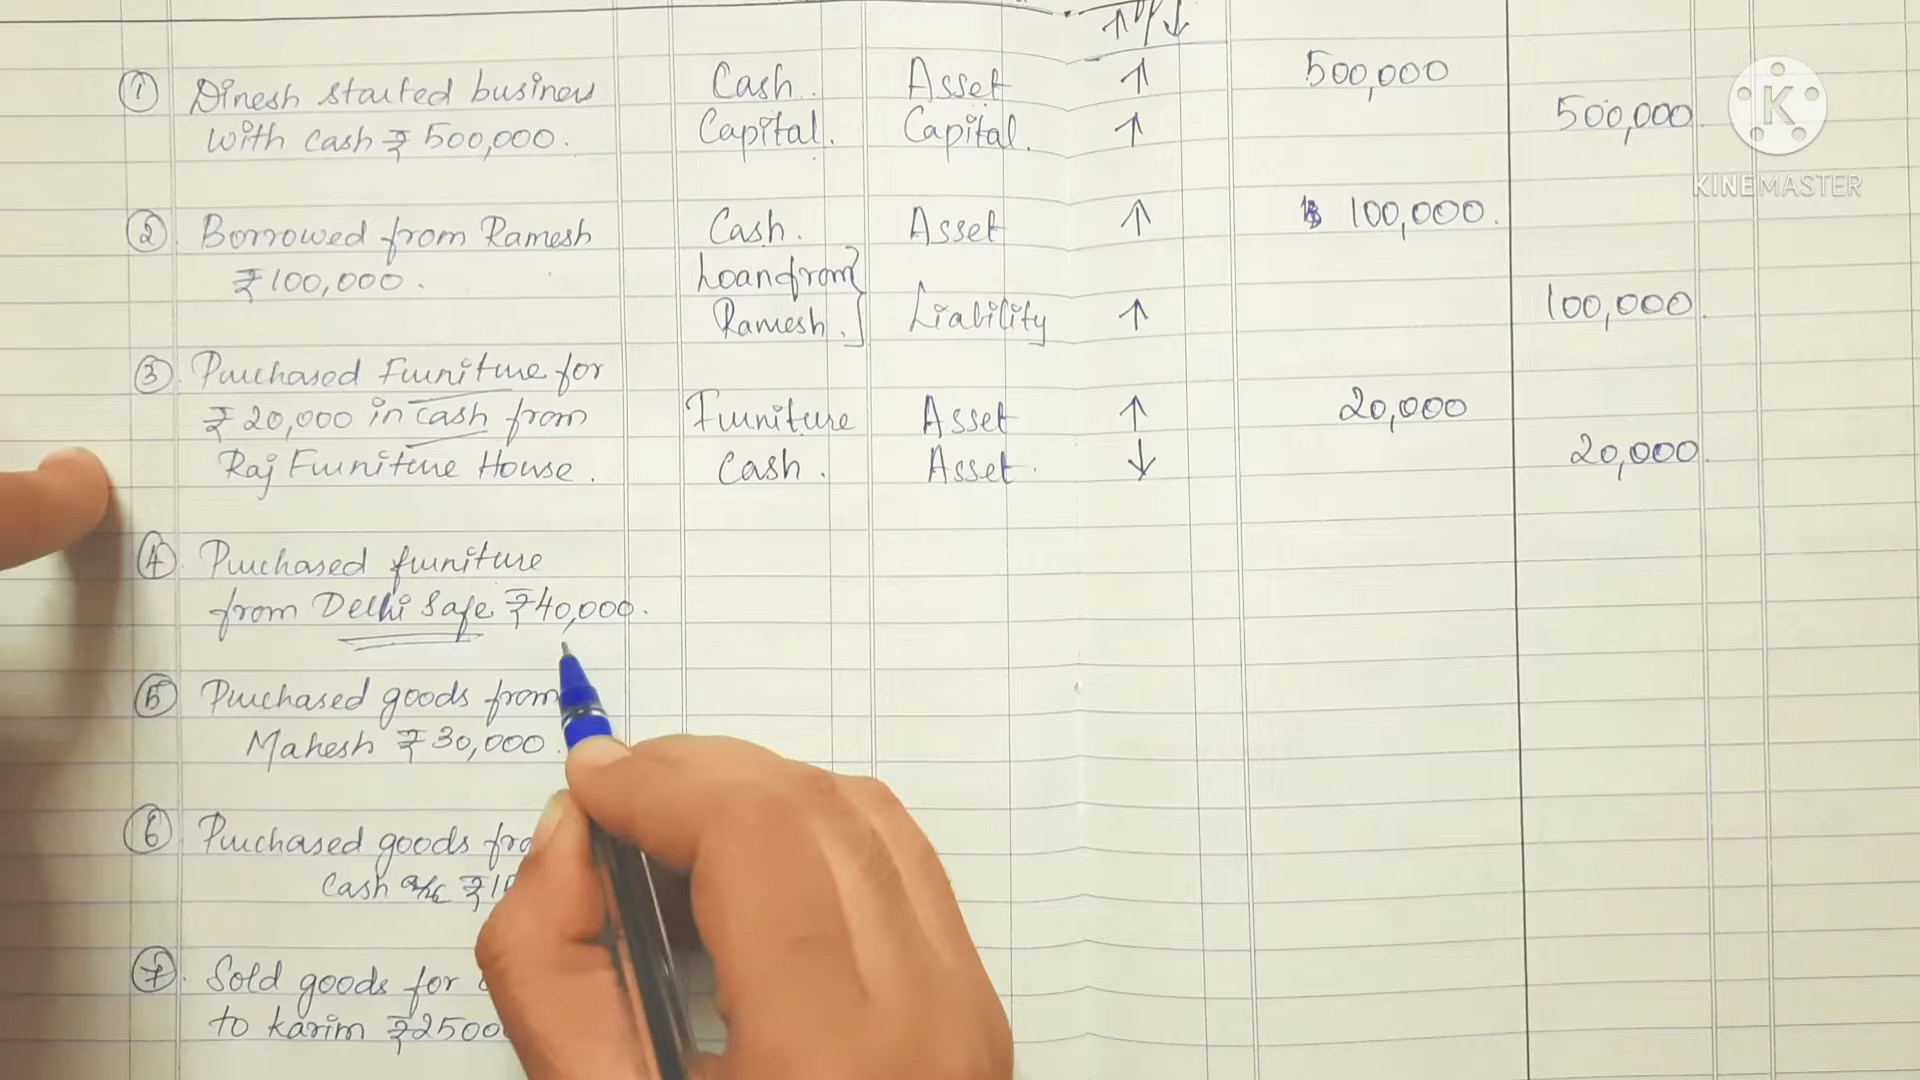 ↑ or ↓
① Dinesh started business Cash. Asset ↑ 500,000
with cash ₹ 500,000. Capital. Capital. ↑ 500,000
② Borrowed from Ramesh Cash. Asset ↑ 100,000.
₹100,000. Loan from }
Ramesh. Liability ↑ 100,000
③ Purchased Furniture for
₹ 20,000 in cash from Furniture Asset ↑ 20,000
Raj Furniture House. Cash. Asset. ↓ 20,000
④ Purchased furniture
from Delhi Safe ₹40,000.
⑤ Purchased goods from
Mahesh ₹30,000.
⑥ Purchased goods
Cash
⑦. Sold goods for
to Karim
K
KINEMASTER